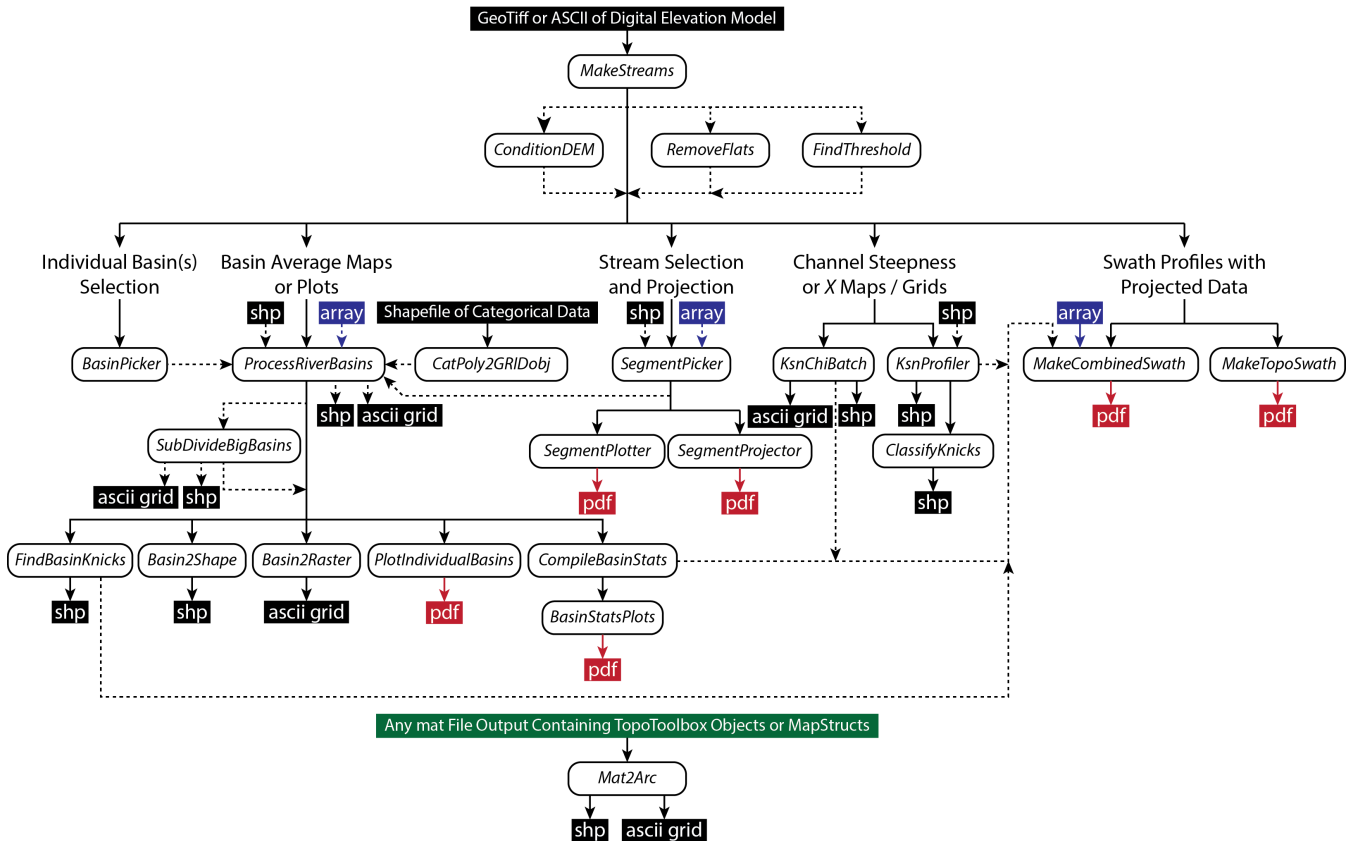 GeoTiff or ASCII of Digital Elevation Model
MakeStreams
ConditionDEM
RemoveFlats
FindThreshold
Individual Basin(s)
Selection
Basin Average Maps
or Plots
Stream Selection
and Projection
Channel Steepness
or X Maps / Grids
Swath Profiles with
Projected Data
shp
array
Shapefile of Categorical Data
shp
array
shp
array
BasinPicker
ProcessRiverBasins
CatPoly2GRIDobj
SegmentPicker
KsnChiBatch
KsnProfiler
MakeCombinedSwath
MakeTopoSwath
shp
ascii grid
ascii grid
shp
shp
pdf
pdf
SubDivideBigBasins
SegmentPlotter
SegmentProjector
ClassifyKnicks
ascii grid
shp
pdf
pdf
shp
FindBasinKnicks
Basin2Shape
Basin2Raster
PlotIndividualBasins
CompileBasinStats
shp
shp
ascii grid
pdf
BasinStatsPlots
pdf
Any mat File Output Containing TopoToolbox Objects or MapStructs
Mat2Arc
shp
ascii grid